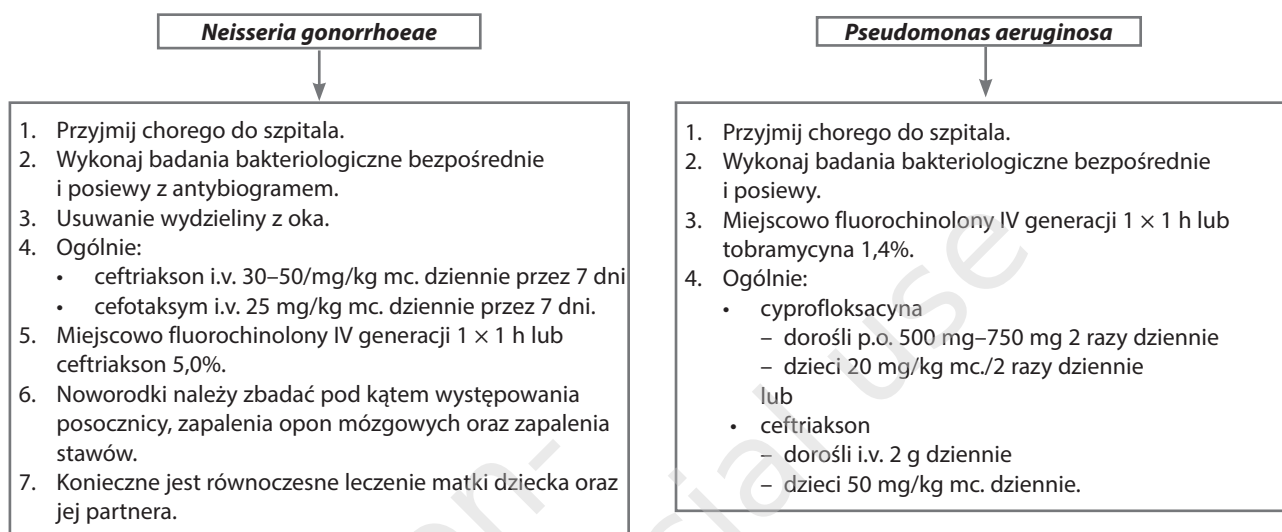 Neisseria gonorrhoeae
1. Przyjmij chorego do szpitala.
2. Wykonaj badania bakteriologiczne bezpośrednie
i posiewy z antybiogramem.
3. Usuwanie wydzieliny z oka.
4. Ogólnie:
• ceftriakson i.v. 30–50/mg/kg mc. dziennie przez 7 dni
• cefotaksym i.v. 25 mg/kg mc. dziennie przez 7 dni.
5. Miejscowo fluorochinolony IV generacji 1 × 1 h lub
ceftriakson 5,0%.
6. Noworodki należy zbadać pod kątem występowania
posocznicy, zapalenia opon mózgowych oraz zapalenia
stawów.
7. Konieczne jest równoczesne leczenie matki dziecka oraz
jej partnera.
Pseudomonas aeruginosa
1. Przyjmij chorego do szpitala.
2. Wykonaj badania bakteriologiczne bezpośrednie
i posiewy.
3. Miejscowo fluorochinolony IV generacji 1 × 1 h lub
tobramycyna 1,4%.
4. Ogólnie:
• cyprofloksacyna
– dorośli p.o. 500 mg–750 mg 2 razy dziennie
– dzieci 20 mg/kg mc./2 razy dziennie
lub
• ceftriakson
– dorośli i.v. 2 g dziennie
– dzieci 50 mg/kg mc. dziennie.